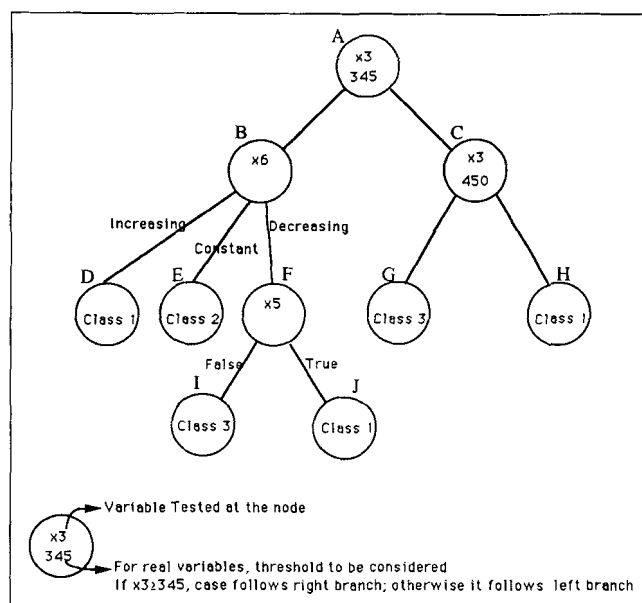 A
x3
345
B
x6
C
x3
450
Increasing
Constant
Decreasing
D
Class 1
E
Class 2
F
x5
G
Class 3
H
Class 1
False
True
I
Class 3
J
Class 1
Variable Tested at the node
x3
345
For real variables, threshold to be considered
If x3≥345, case follows right branch; otherwise it follows left branch